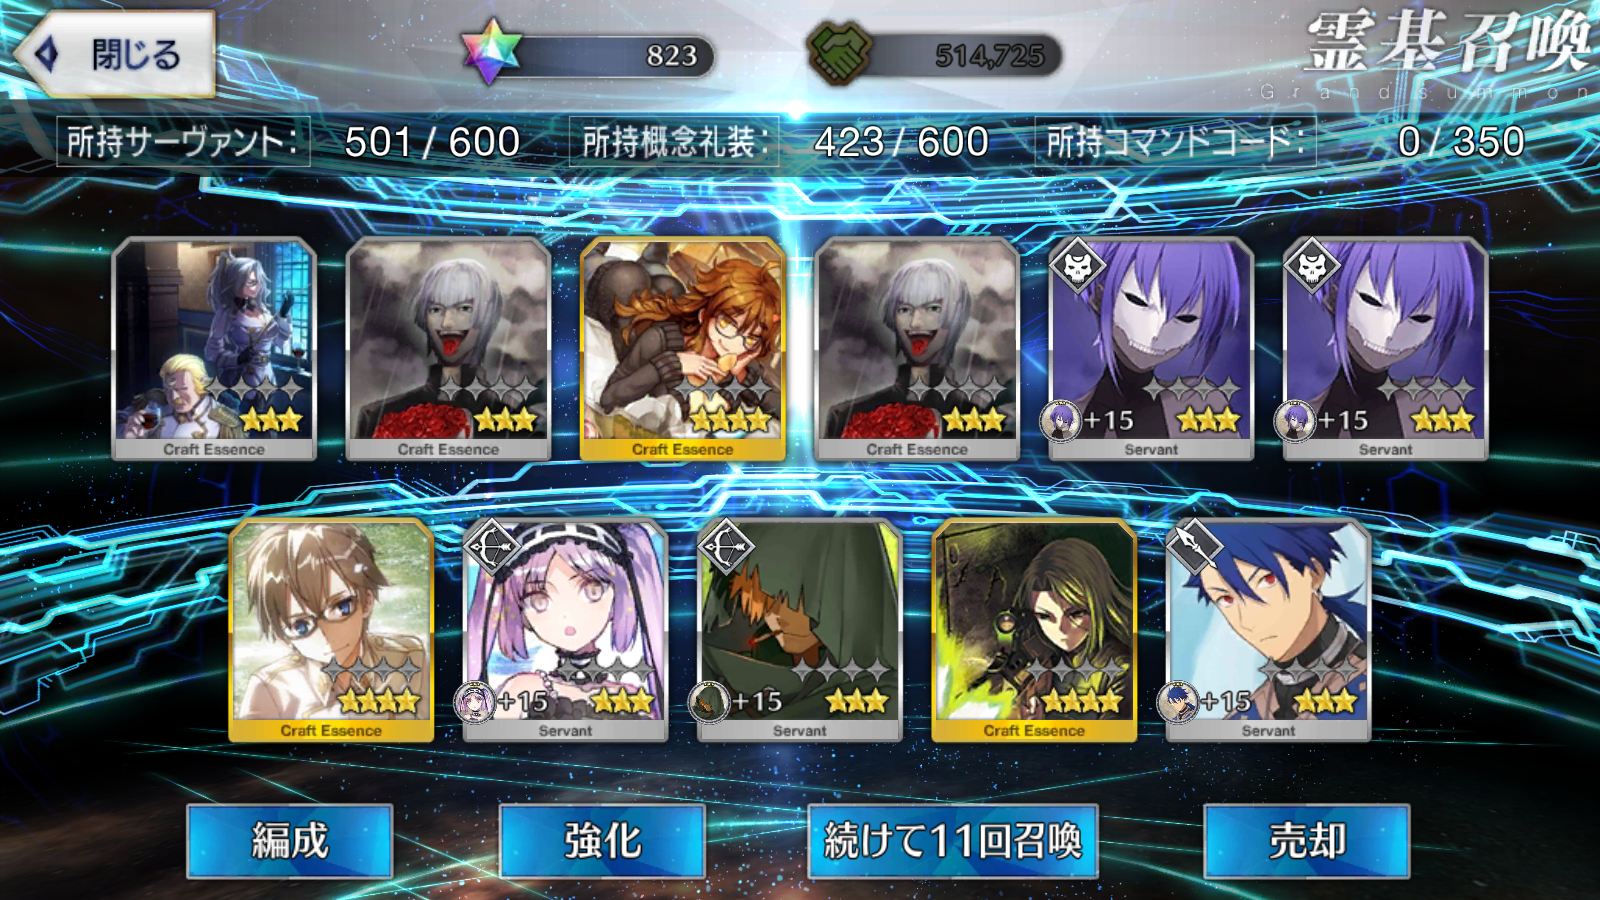 閉じる
823
514,725
霊基召喚
Grand summon
所持サーヴァント: 501 / 600 所持概念礼装: 423 / 600 所持コマンドコード: 0 / 350
Craft Essence
Craft Essence
Craft Essence
Craft Essence
+15
Servant
+15
Servant
Craft Essence
+15
Servant
+15
Servant
Craft Essence
+15
Servant
編成
強化
続けて11回召喚
売却